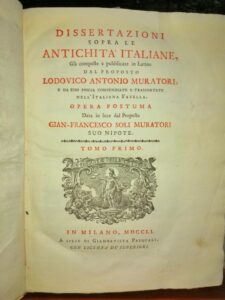 DISSERTAZIONI
SOPRA LE
ANTICHITÀ ITALIANE,
Già composte e pubblicate in Latino
DAL PROPOSTO
LODOVICO ANTONIO MURATORI;
E DA ESSO POSCIA COMPENDIATE E TRASPORTATE
NELL'ITALIANA FAVELLA.
OPERA POSTUMA
Data in luce dal Proposto
GIAN-FRANCESCO SOLI MURATORI
SUO NIPOTE.
TOMO PRIMO.
IN MILANO, MDCCLI.
A SPESE DI GIAMBATISTA PASQUALI.
CON LICENZA DE' SUPERIORI.